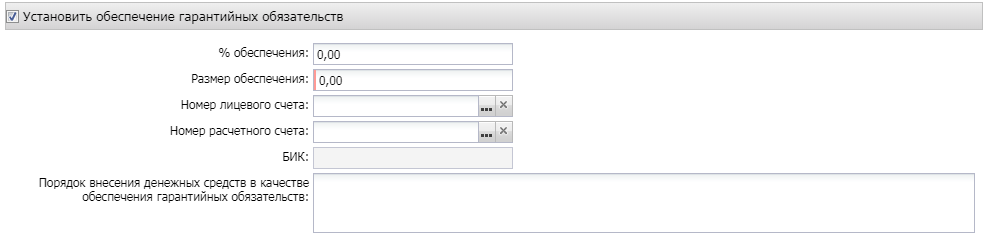 Установить обеспечение гарантийных обязательств
% обеспечения: 0,00
Размер обеспечения: 0,00
Номер лицевого счета:
Номер расчетного счета:
БИК:
Порядок внесения денежных средств в качестве
обеспечения гарантийных обязательств: